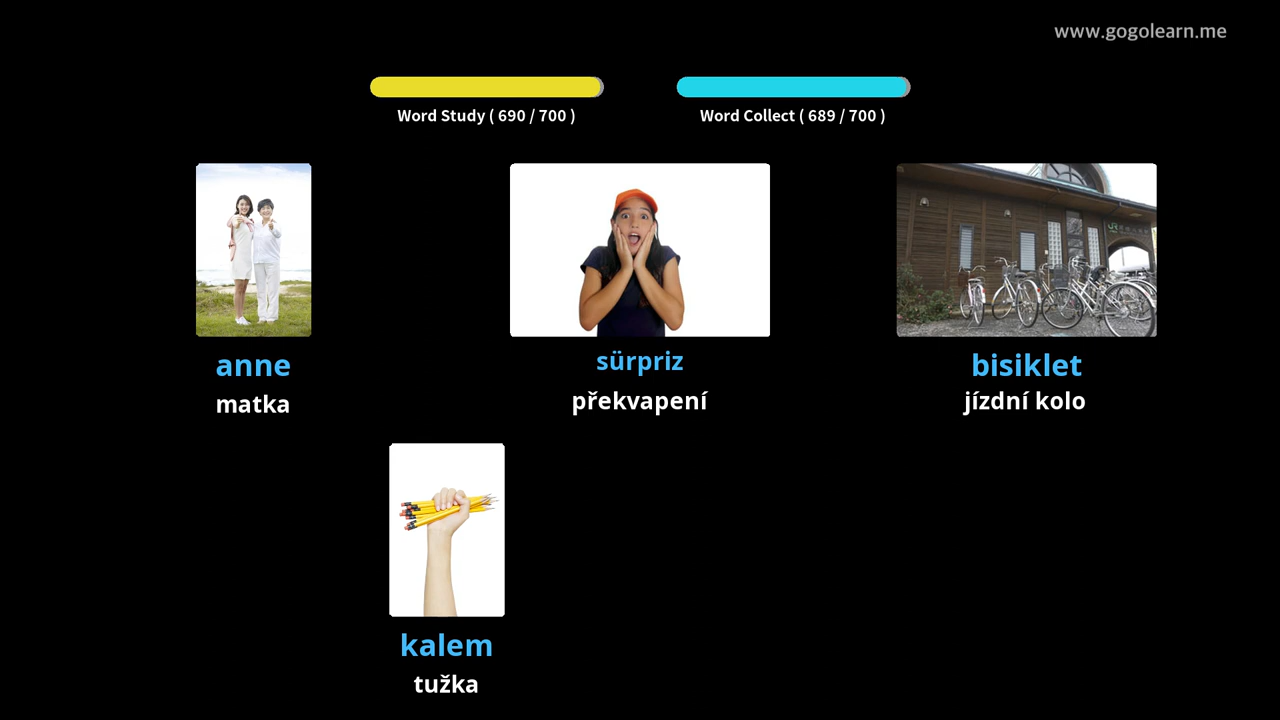 www.gogolearn.me
Word Study ( 690 / 700 )
Word Collect ( 689 / 700 )
anne
matka
sürpriz
překvapení
bisiklet
jízdní kolo
kalem
tužka